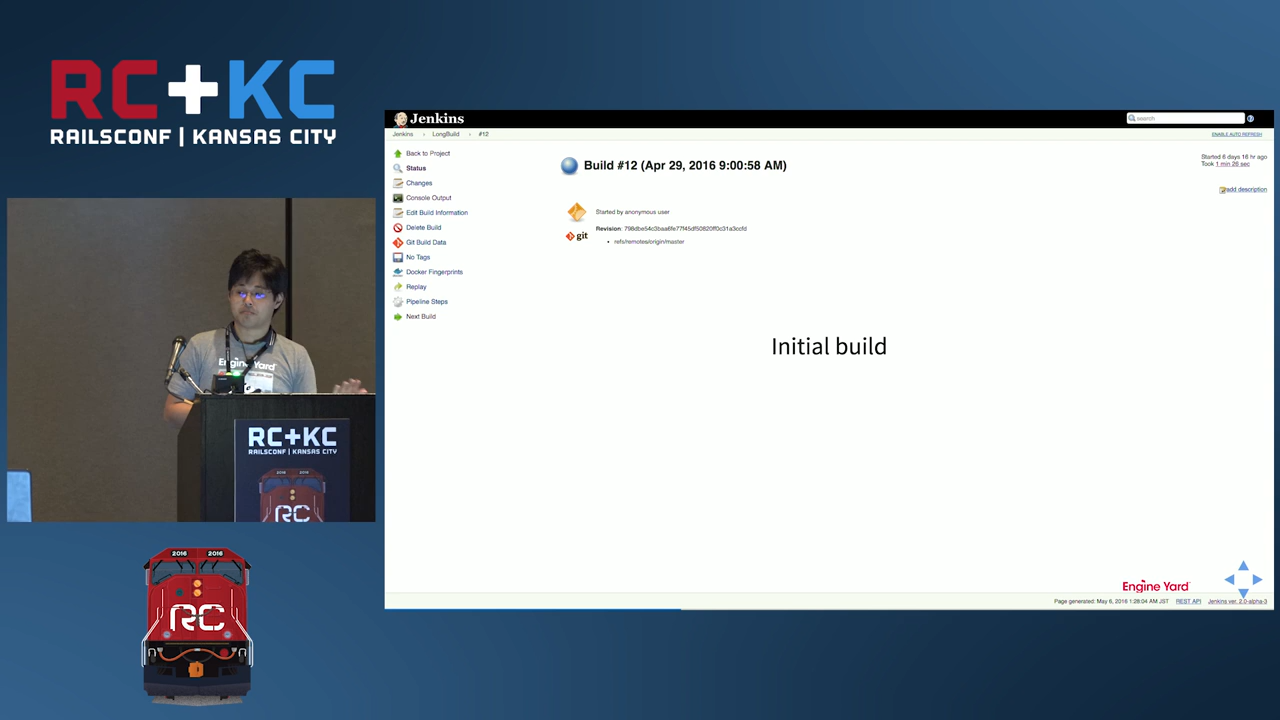 RC+KC
RAILSCONF | KANSAS CITY
Jenkins
search
Jenkins › LongBuild › #12
ENABLE AUTO REFRESH
Back to Project
Status
Changes
Console Output
Edit Build Information
Delete Build
Git Build Data
No Tags
Docker Fingerprints
Replay
Pipeline Steps
Next Build
Build #12 (Apr 29, 2016 9:00:58 AM)
Started 6 days 16 hr ago
Took 1 min 26 sec
add description
Started by anonymous user
git
Revision:
refs/remotes/origin/master
Initial build
Engine Yard
Page generated: May 6, 2016 1:28:04 AM JST
REST API
Jenkins ver. 2.0-alpha-3
Engine Yard
RC+KC
RAILSCONF | KANSAS CITY
2016 2016
RC
2016 2016
RC